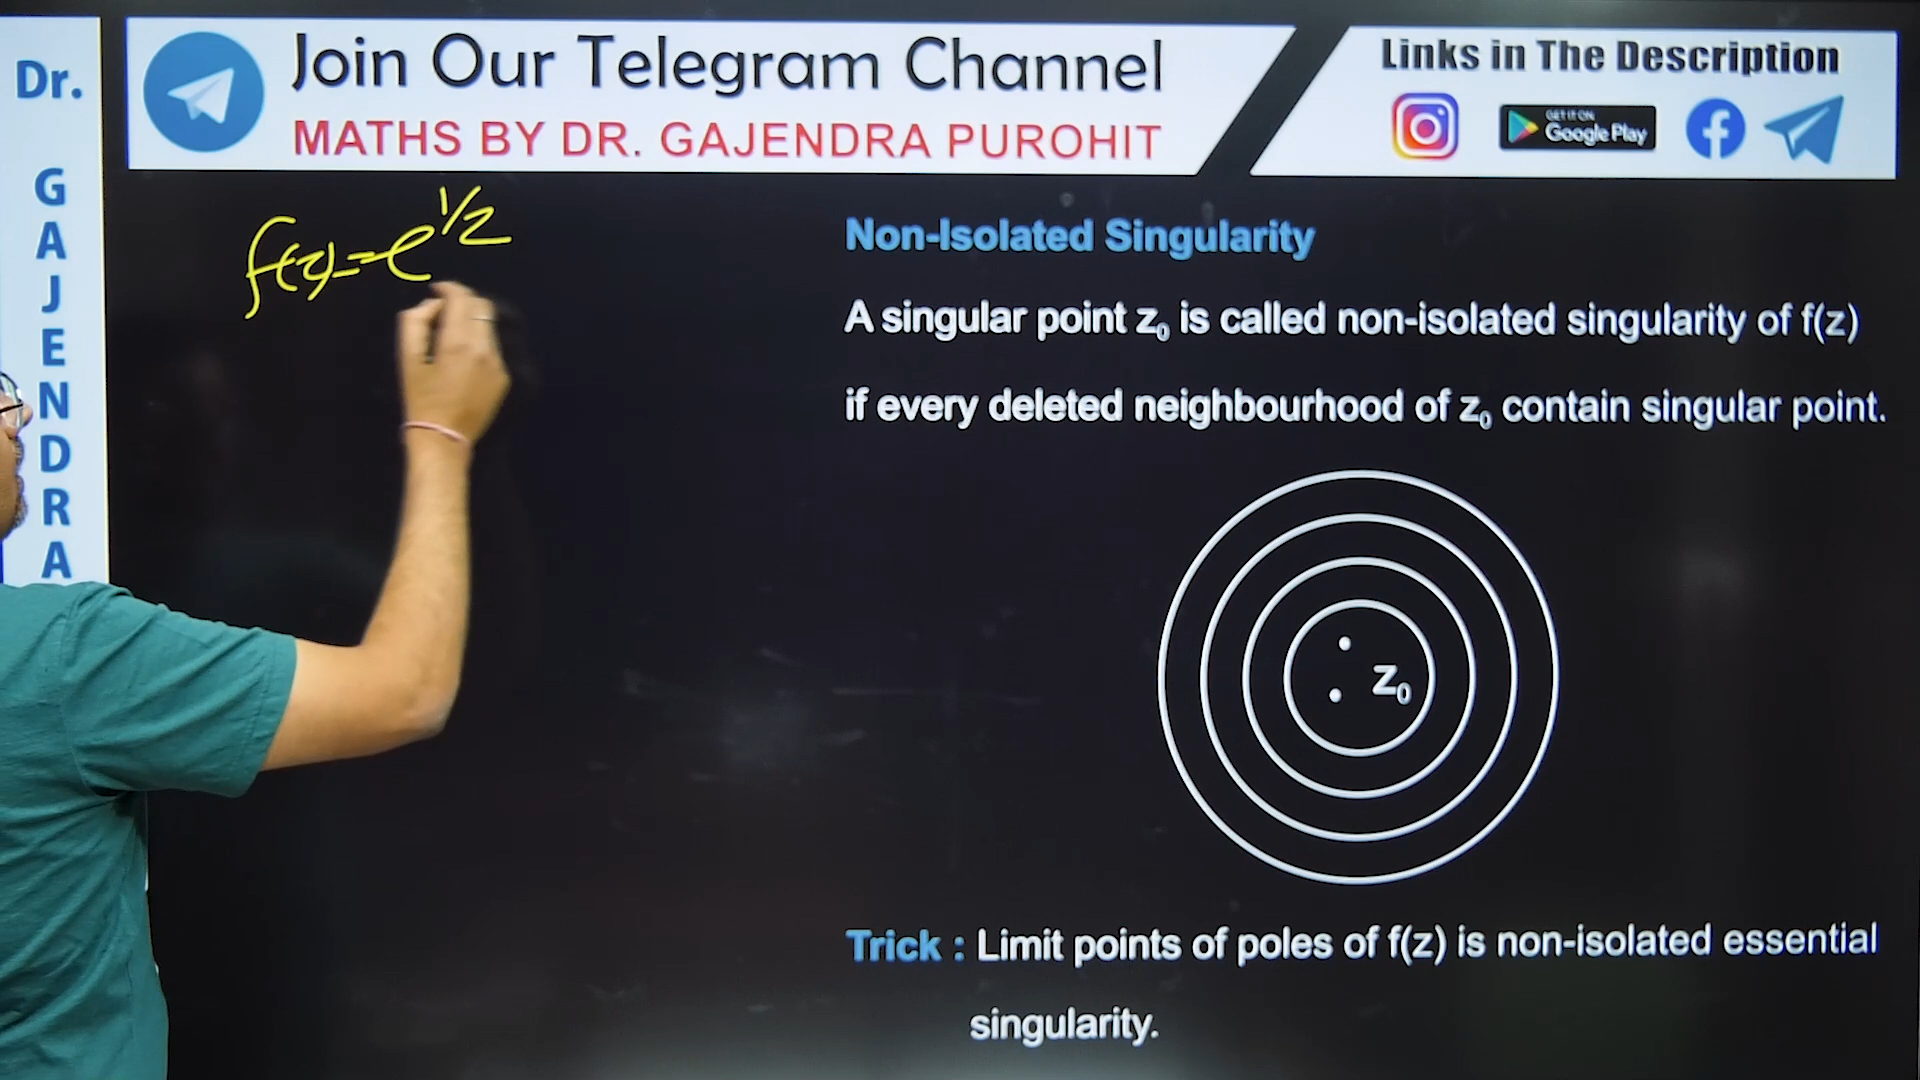 Dr.
GAJENDRA
Join Our Telegram Channel
MATHS BY DR. GAJENDRA PUROHIT
Links in The Description
GET IT ON
Google Play
f(z)=e^1/z
Non-Isolated Singularity
A singular point z₀ is called non-isolated singularity of f(z)
if every deleted neighbourhood of z₀ contain singular point.
z₀
Trick : Limit points of poles of f(z) is non-isolated essential
singularity.